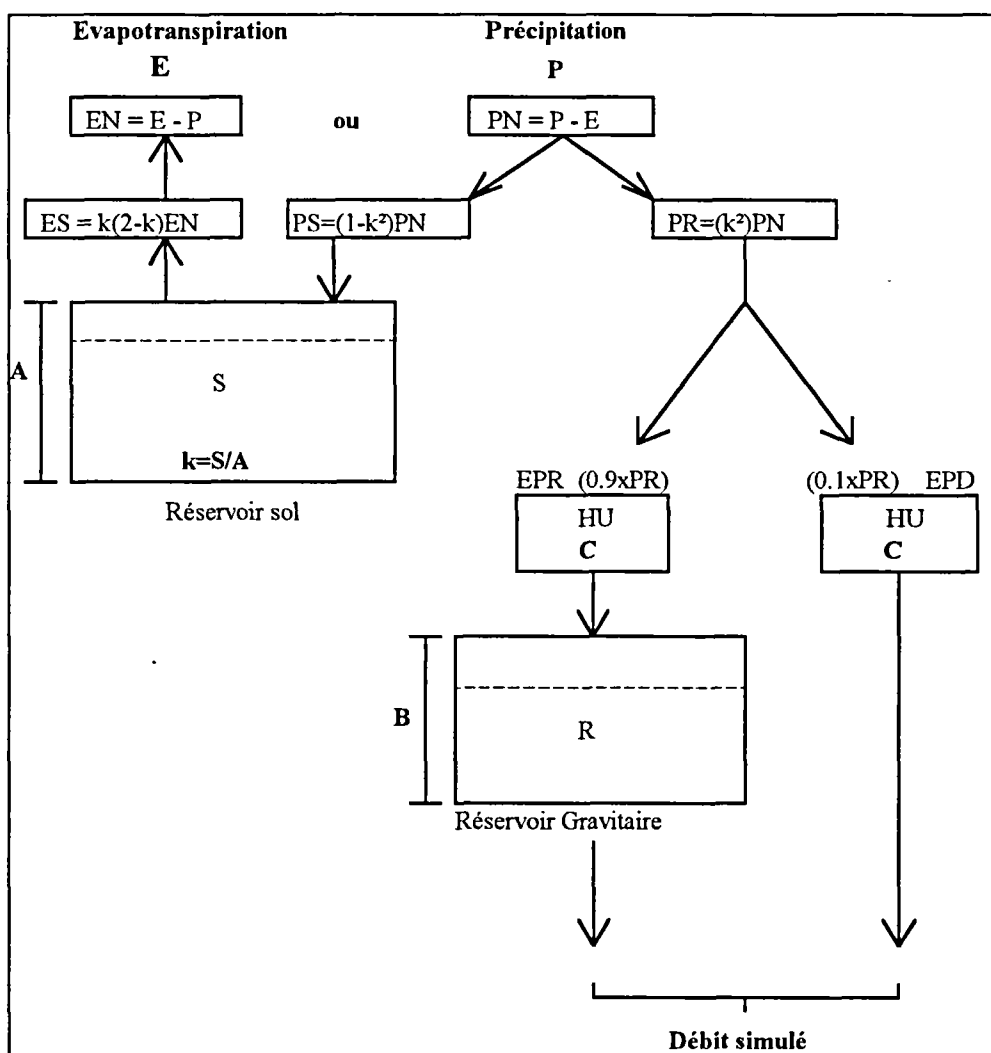 Evapotranspiration
Précipitation
E
P
EN = E - P
ou
PN = P - E
ES = k(2-k)EN
PS=(1-k²)PN
PR=(k²)PN
A
S
k=S/A
Réservoir sol
EPR (0.9xPR)
(0.1xPR) EPD
HU
C
HU
C
B
R
Réservoir Gravitaire
Débit simulé